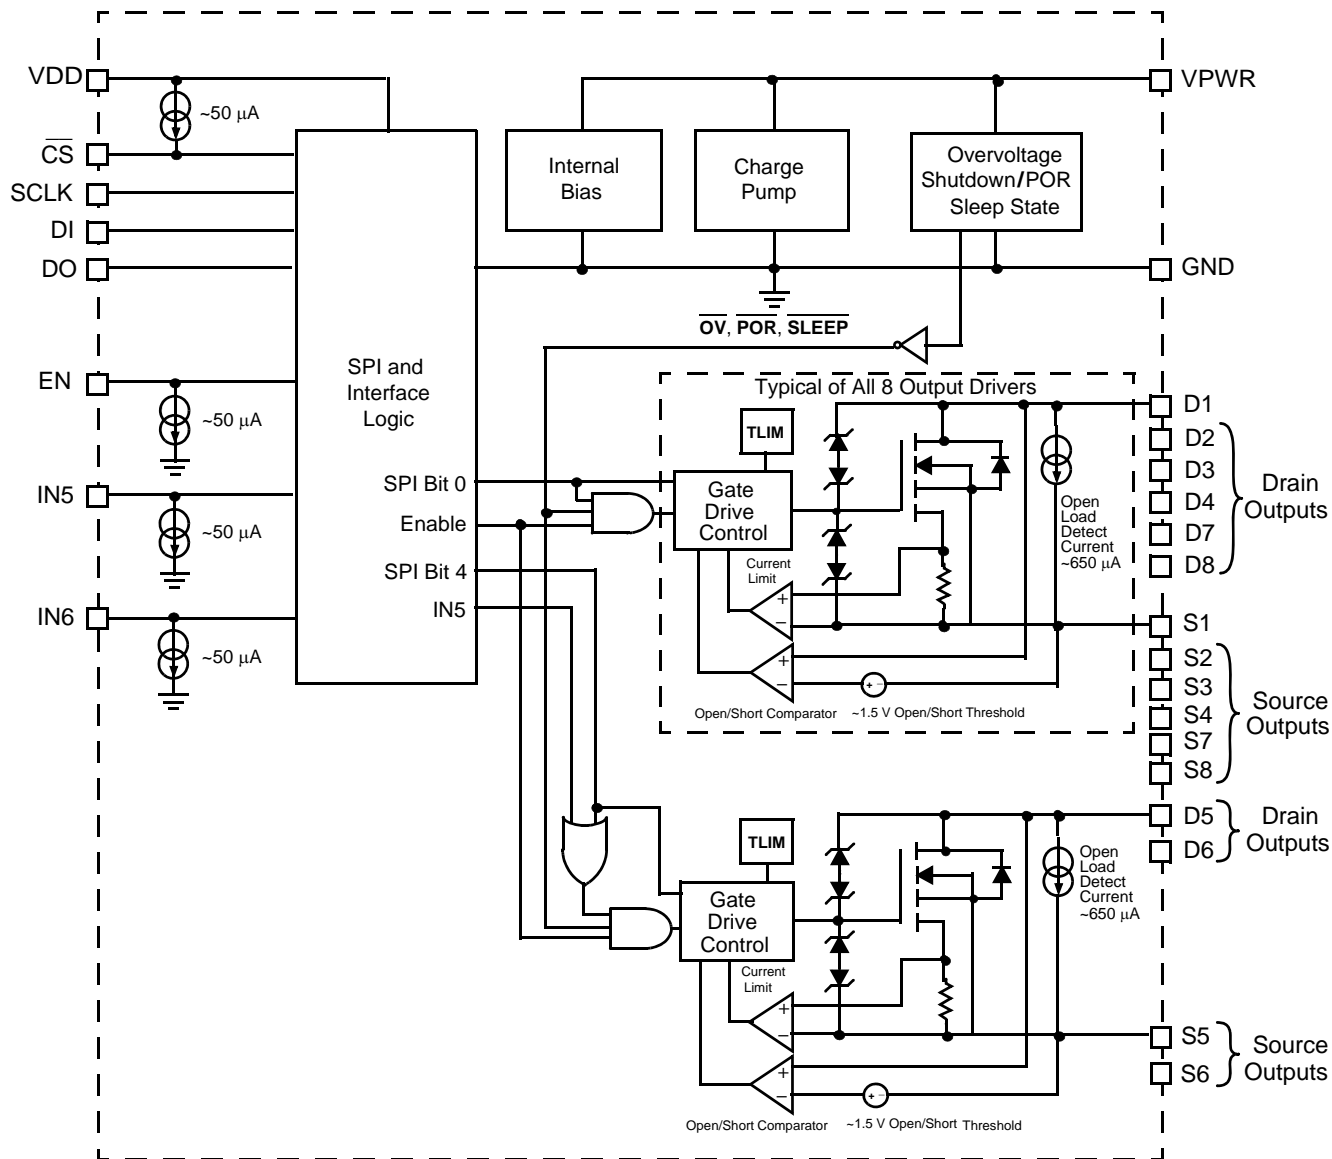 VDD
~50 μA
CS
SCLK
DI
DO
EN
~50 μA
IN5
~50 μA
IN6
~50 μA
SPI and
Interface
Logic
SPI Bit 0
Enable
SPI Bit 4
IN5
Internal
Bias
Charge
Pump
Overvoltage
Shutdown/POR
Sleep State
VPWR
GND
OV, POR, SLEEP
Typical of All 8 Output Drivers
TLIM
Gate
Drive
Control
Current
Limit
+
–
+
–
+ –
Open
Load
Detect
Current
~650 μA
Open/Short Comparator
~1.5 V Open/Short Threshold
D1
D2
D3
D4
D7
D8
Drain
Outputs
S1
S2
S3
S4
S7
S8
Source
Outputs
TLIM
Gate
Drive
Control
Current
Limit
+
–
+
–
+ –
Open
Load
Detect
Current
~650 μA
Open/Short Comparator
~1.5 V Open/Short Threshold
D5
D6
Drain
Outputs
S5
S6
Source
Outputs